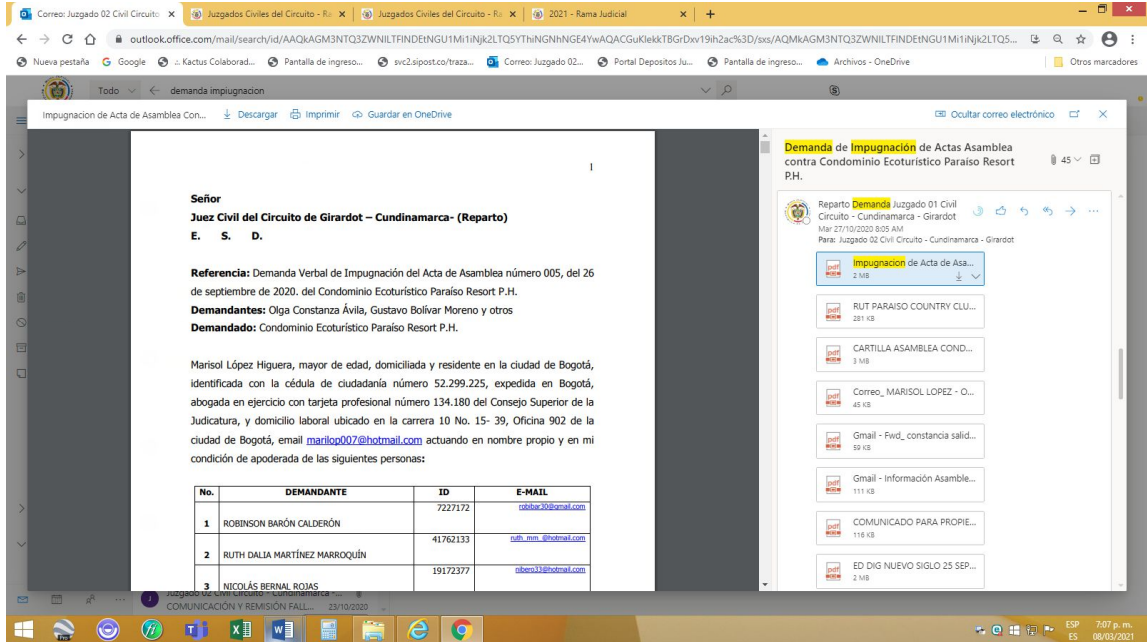 Correo: Juzgado 02 Civil Circuito
Juzgados Civiles del Circuito - Ra
Juzgados Civiles del Circuito - Ra
2021 - Rama Judicial
Nueva pestaña
Google
.: Kactus Colaborad...
Pantalla de ingreso...
svc2.sipost.co/traza...
Correo: Juzgado 02...
Portal Depositos Ju...
Pantalla de ingreso...
Archivos - OneDrive
Otros marcadores
Todo
demanda impiugnacion
Impugnacion de Acta de Asamblea Con...
Descargar
Imprimir
Guardar en OneDrive
Ocultar correo electrónico
1
Señor
Juez Civil del Circuito de Girardot – Cundinamarca- (Reparto)
E. S. D.
Referencia: Demanda Verbal de Impugnación del Acta de Asamblea número 005, del 26
de septiembre de 2020. del Condominio Ecoturístico Paraíso Resort P.H.
Demandantes: Olga Constanza Ávila, Gustavo Bolívar Moreno y otros
Demandado: Condominio Ecoturístico Paraíso Resort P.H.
Marisol López Higuera, mayor de edad, domiciliada y residente en la ciudad de Bogotá,
identificada con la cédula de ciudadanía número 52.299.225, expedida en Bogotá,
abogada en ejercicio con tarjeta profesional número 134.180 del Consejo Superior de la
Judicatura, y domicilio laboral ubicado en la carrera 10 No. 15- 39, Oficina 902 de la
ciudad de Bogotá, email marilop007@hotmail.com actuando en nombre propio y en mi
condición de apoderada de las siguientes personas:
No. DEMANDANTE ID E-MAIL
1 ROBINSON BARÓN CALDERÓN 7227172 robibar30@gmail.com
2 RUTH DALIA MARTÍNEZ MARROQUÍN 41762133 ruth_mm_@hotmail.com
3 NICOLÁS BERNAL ROJAS 19172377 nibero33@hotmail.com
Demanda de Impugnación de Actas Asamblea
contra Condominio Ecoturístico Paraiso Resort
P.H.
45
Reparto Demanda Juzgado 01 Civil
Circuito - Cundinamarca - Girardot
Mar 27/10/2020 8:05 AM
Para: Juzgado 02 Civil Circuito - Cundinamarca - Girardot
Impugnacion de Acta de Asa...
2 MB
RUT PARAISO COUNTRY CLU...
281 KB
CARTILLA ASAMBLEA COND...
3 MB
Correo_ MARISOL LOPEZ - O...
45 KB
Gmail - Fwd_ constancia salid...
59 KB
Gmail - Información Asamble...
111 KB
COMUNICADO PARA PROPIE...
116 KB
ED DIG NUEVO SIGLO 25 SEP...
2 MB
J
Juzgado 02 Civil Circuito - Cundinamarca -...
COMUNICACIÓN Y REMISIÓN FALL... 23/10/2020
ESP 7:07 p. m.
ES 08/03/2021